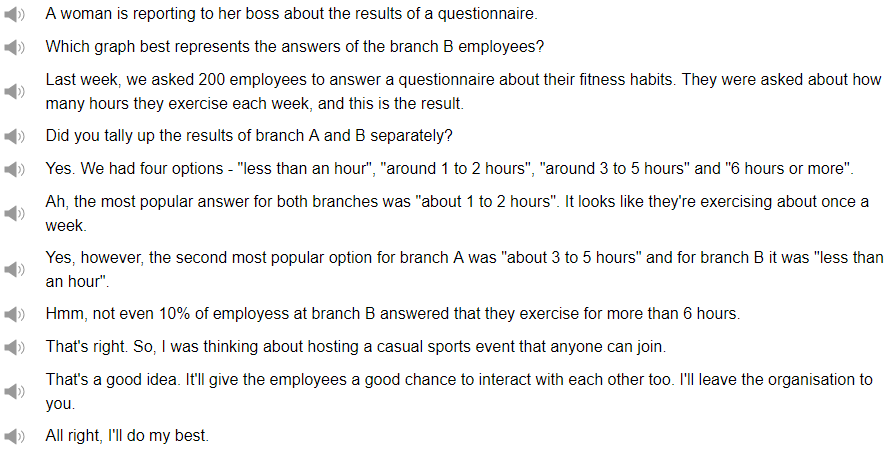 A woman is reporting to her boss about the results of a questionnaire.
Which graph best represents the answers of the branch B employees?
Last week, we asked 200 employees to answer a questionnaire about their fitness habits. They were asked about how
many hours they exercise each week, and this is the result.
Did you tally up the results of branch A and B separately?
Yes. We had four options - "less than an hour", "around 1 to 2 hours", "around 3 to 5 hours" and "6 hours or more".
Ah, the most popular answer for both branches was "about 1 to 2 hours". It looks like they're exercising about once a
week.
Yes, however, the second most popular option for branch A was "about 3 to 5 hours" and for branch B it was "less than
an hour".
Hmm, not even 10% of employess at branch B answered that they exercise for more than 6 hours.
That's right. So, I was thinking about hosting a casual sports event that anyone can join.
That's a good idea. It'll give the employees a good chance to interact with each other too. I'll leave the organisation to
you.
All right, I'll do my best.